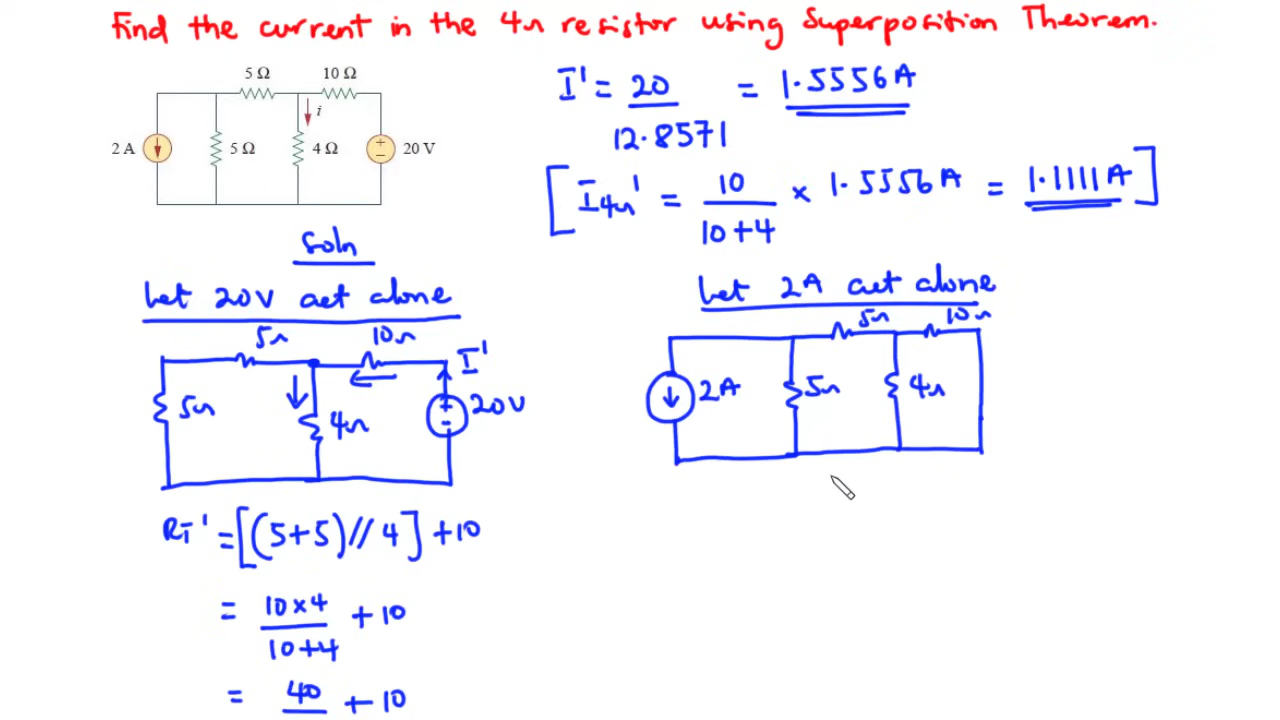 Find the current in the 4Ω resistor using Superposition Theorem.
5 Ω 10 Ω
i
2 A 5 Ω 4 Ω + − 20 V
Soln
Let 20V act alone
5Ω 10Ω
I'
5Ω 4Ω + - 20V
RT' = [(5+5)//4] +10
= 10×4 / 10+4 + 10
= 40 + 10
I' = 20 / 12.8571 = 1.5556A
[I4Ω' = 10 / 10+4 × 1.5556A = 1.1111A]
Let 2A act alone
5Ω 10Ω
2A 5Ω 4Ω